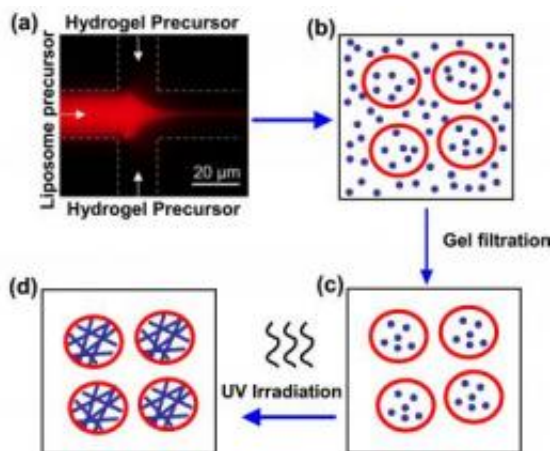 (a)
Hydrogel Precursor
Liposome precursor
20 µm
Hydrogel Precursor
(b)
Gel filtration
(d)
(c)
UV Irradiation